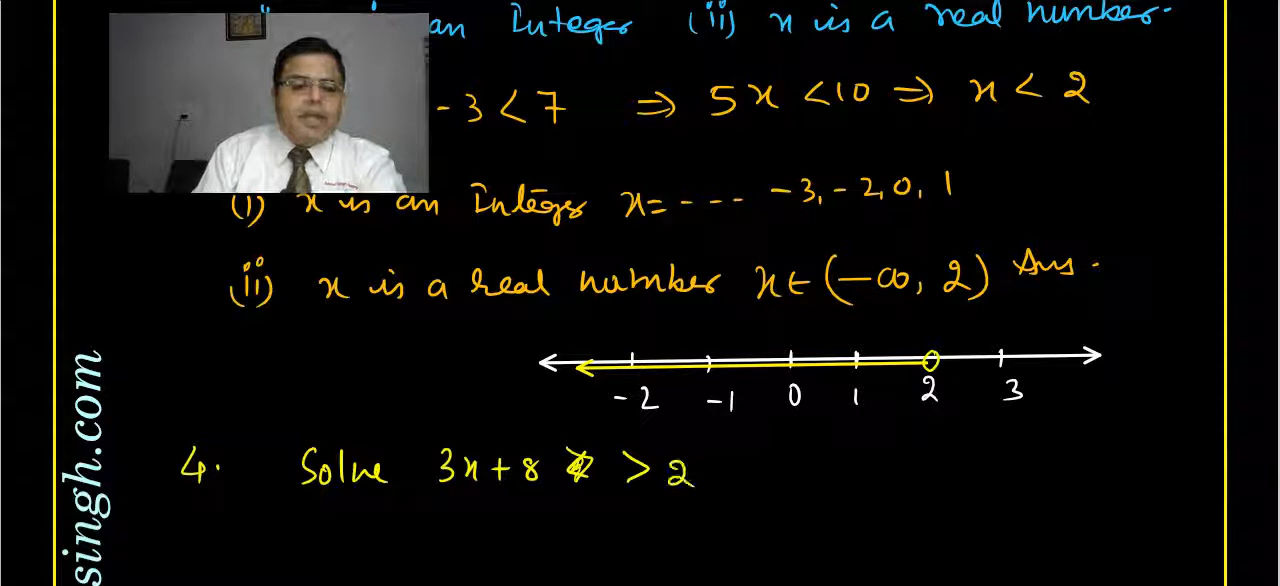 an Integer (ii) x is a real number.
- 3 < 7 ⇒ 5x < 10 ⇒ x < 2
(i) x is an Integer x = - - - -3, -2, 0, 1
(ii) x is a real number x ∈ (-∞, 2) Ans.
-2 -1 0 1 2 3
4. Solve 3x + 8 > 2
singh.com